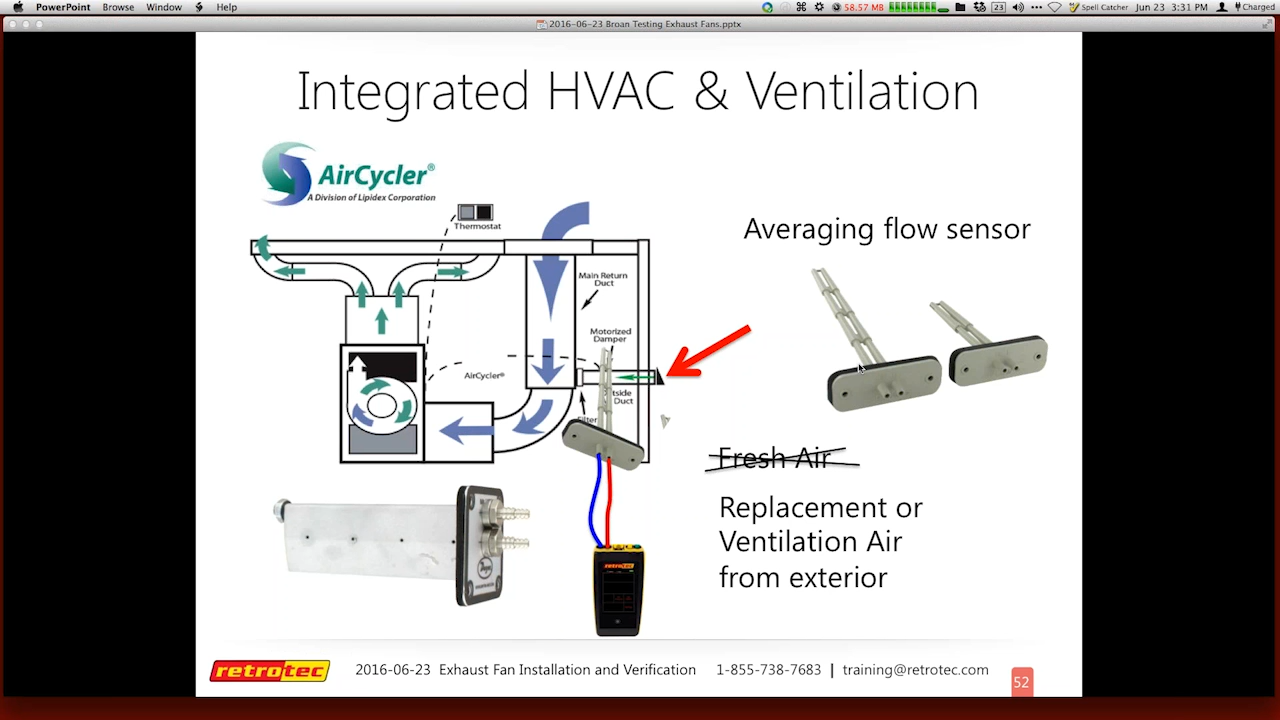 PowerPoint Browse Window Help 58.57 MB 23 Spell Catcher Jun 23 3:31 PM Charged
2016-06-23 Broan Testing Exhaust Fans.pptx
Integrated HVAC & Ventilation
AirCycler®
A Division of Lipidex Corporation
Thermostat
Averaging flow sensor
Main Return
Duct
Motorized
Damper
AirCycler®
tside
Duct
Filter
Fresh Air
Replacement or
Ventilation Air
from exterior
retrotec
retrotec 2016-06-23 Exhaust Fan Installation and Verification 1-855-738-7683 | training@retrotec.com
52